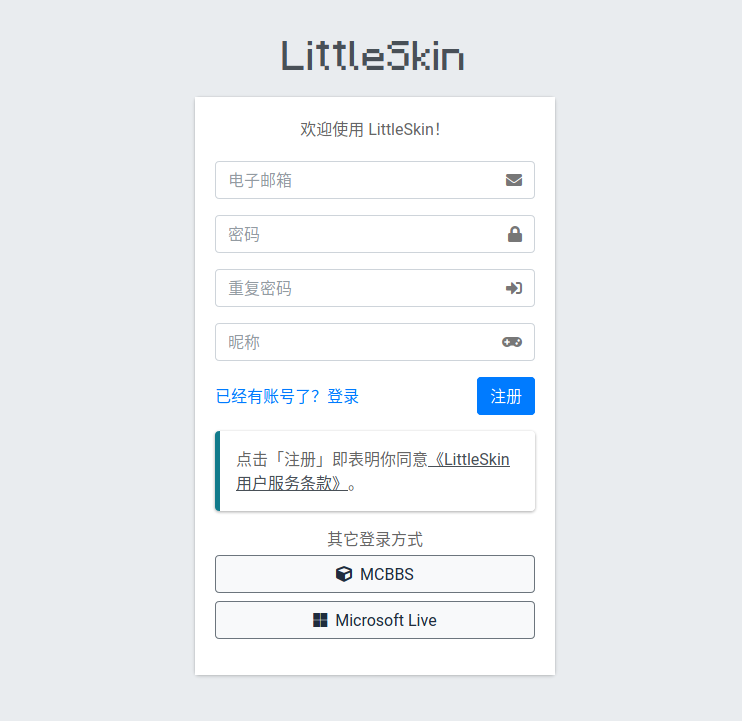 LittleSkin
欢迎使用 LittleSkin！
电子邮箱
密码
重复密码
昵称
已经有账号了？登录
注册
点击「注册」即表明你同意《LittleSkin
用户服务条款》。
其它登录方式
MCBBS
Microsoft Live